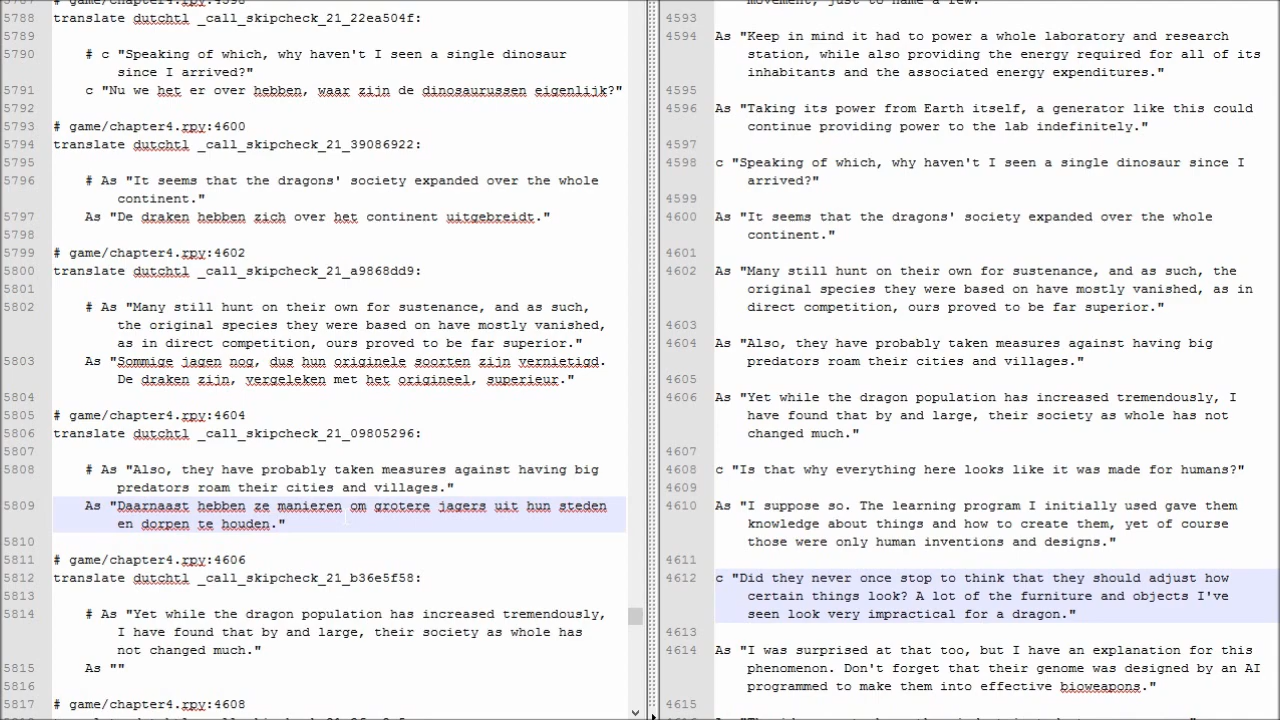 5787 # game/chapter4.rpy:4598
5788 translate dutchtl _call_skipcheck_21_22ea504f:
5789
5790 # c "Speaking of which, why haven't I seen a single dinosaur
since I arrived?"
5791 c "Nu we het er over hebben, waar zijn de dinosaurussen eigenlijk?"
5792
5793 # game/chapter4.rpy:4600
5794 translate dutchtl _call_skipcheck_21_39086922:
5795
5796 # As "It seems that the dragons' society expanded over the whole
continent."
5797 As "De draken hebben zich over het continent uitgebreidt."
5798
5799 # game/chapter4.rpy:4602
5800 translate dutchtl _call_skipcheck_21_a9868dd9:
5801
5802 # As "Many still hunt on their own for sustenance, and as such,
the original species they were based on have mostly vanished,
as in direct competition, ours proved to be far superior."
5803 As "Sommige jagen nog, dus hun originele soorten zijn vernietigd.
De draken zijn, vergeleken met het origineel, superieur."
5804
5805 # game/chapter4.rpy:4604
5806 translate dutchtl _call_skipcheck_21_09805296:
5807
5808 # As "Also, they have probably taken measures against having big
predators roam their cities and villages."
5809 As "Daarnaast hebben ze manieren om grotere jagers uit hun steden
en dorpen te houden."
5810
5811 # game/chapter4.rpy:4606
5812 translate dutchtl _call_skipcheck_21_b36e5f58:
5813
5814 # As "Yet while the dragon population has increased tremendously,
I have found that by and large, their society as whole has
not changed much."
5815 As ""
5816
5817 # game/chapter4.rpy:4608
movement, just to name a few.
4593
4594 As "Keep in mind it had to power a whole laboratory and research
station, while also providing the energy required for all of its
inhabitants and the associated energy expenditures."
4595
4596 As "Taking its power from Earth itself, a generator like this could
continue providing power to the lab indefinitely."
4597
4598 c "Speaking of which, why haven't I seen a single dinosaur since I
arrived?"
4599
4600 As "It seems that the dragons' society expanded over the whole
continent."
4601
4602 As "Many still hunt on their own for sustenance, and as such, the
original species they were based on have mostly vanished, as in
direct competition, ours proved to be far superior."
4603
4604 As "Also, they have probably taken measures against having big
predators roam their cities and villages."
4605
4606 As "Yet while the dragon population has increased tremendously, I
have found that by and large, their society as whole has not
changed much."
4607
4608 c "Is that why everything here looks like it was made for humans?"
4609
4610 As "I suppose so. The learning program I initially used gave them
knowledge about things and how to create them, yet of course
those were only human inventions and designs."
4611
4612 c "Did they never once stop to think that they should adjust how
certain things look? A lot of the furniture and objects I've
seen look very impractical for a dragon."
4613
4614 As "I was surprised at that too, but I have an explanation for this
phenomenon. Don't forget that their genome was designed by an AI
programmed to make them into effective bioweapons."
4615